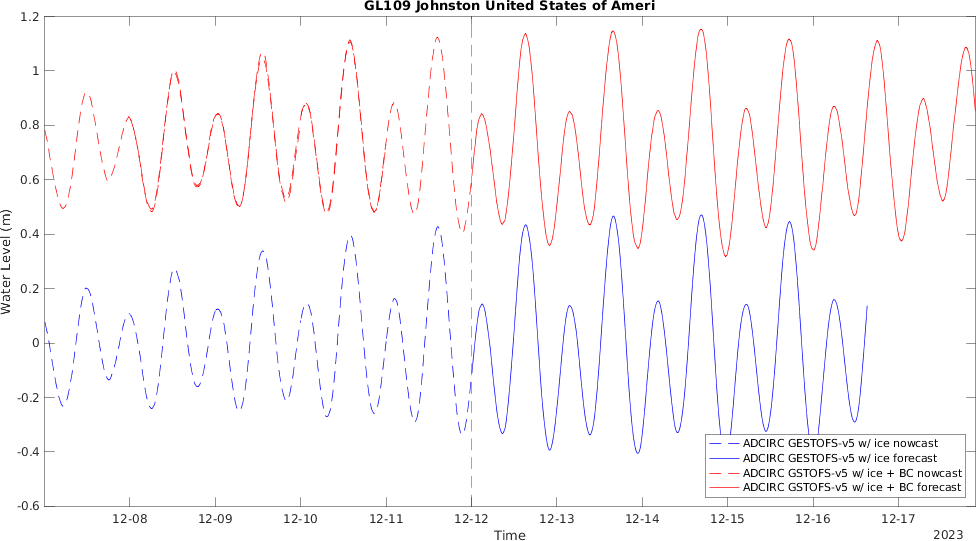 GL109 Johnston United States of Ameri
1.2
1
0.8
0.6
0.4
0.2
0
-0.2
-0.4
-0.6
Water Level (m)
12-08 12-09 12-10 12-11 12-12 12-13 12-14 12-15 12-16 12-17
Time
2023
ADCIRC GESTOFS-v5 w/ ice nowcast
ADCIRC GESTOFS-v5 w/ ice forecast
ADCIRC GSTOFS-v5 w/ ice + BC nowcast
ADCIRC GSTOFS-v5 w/ ice + BC forecast